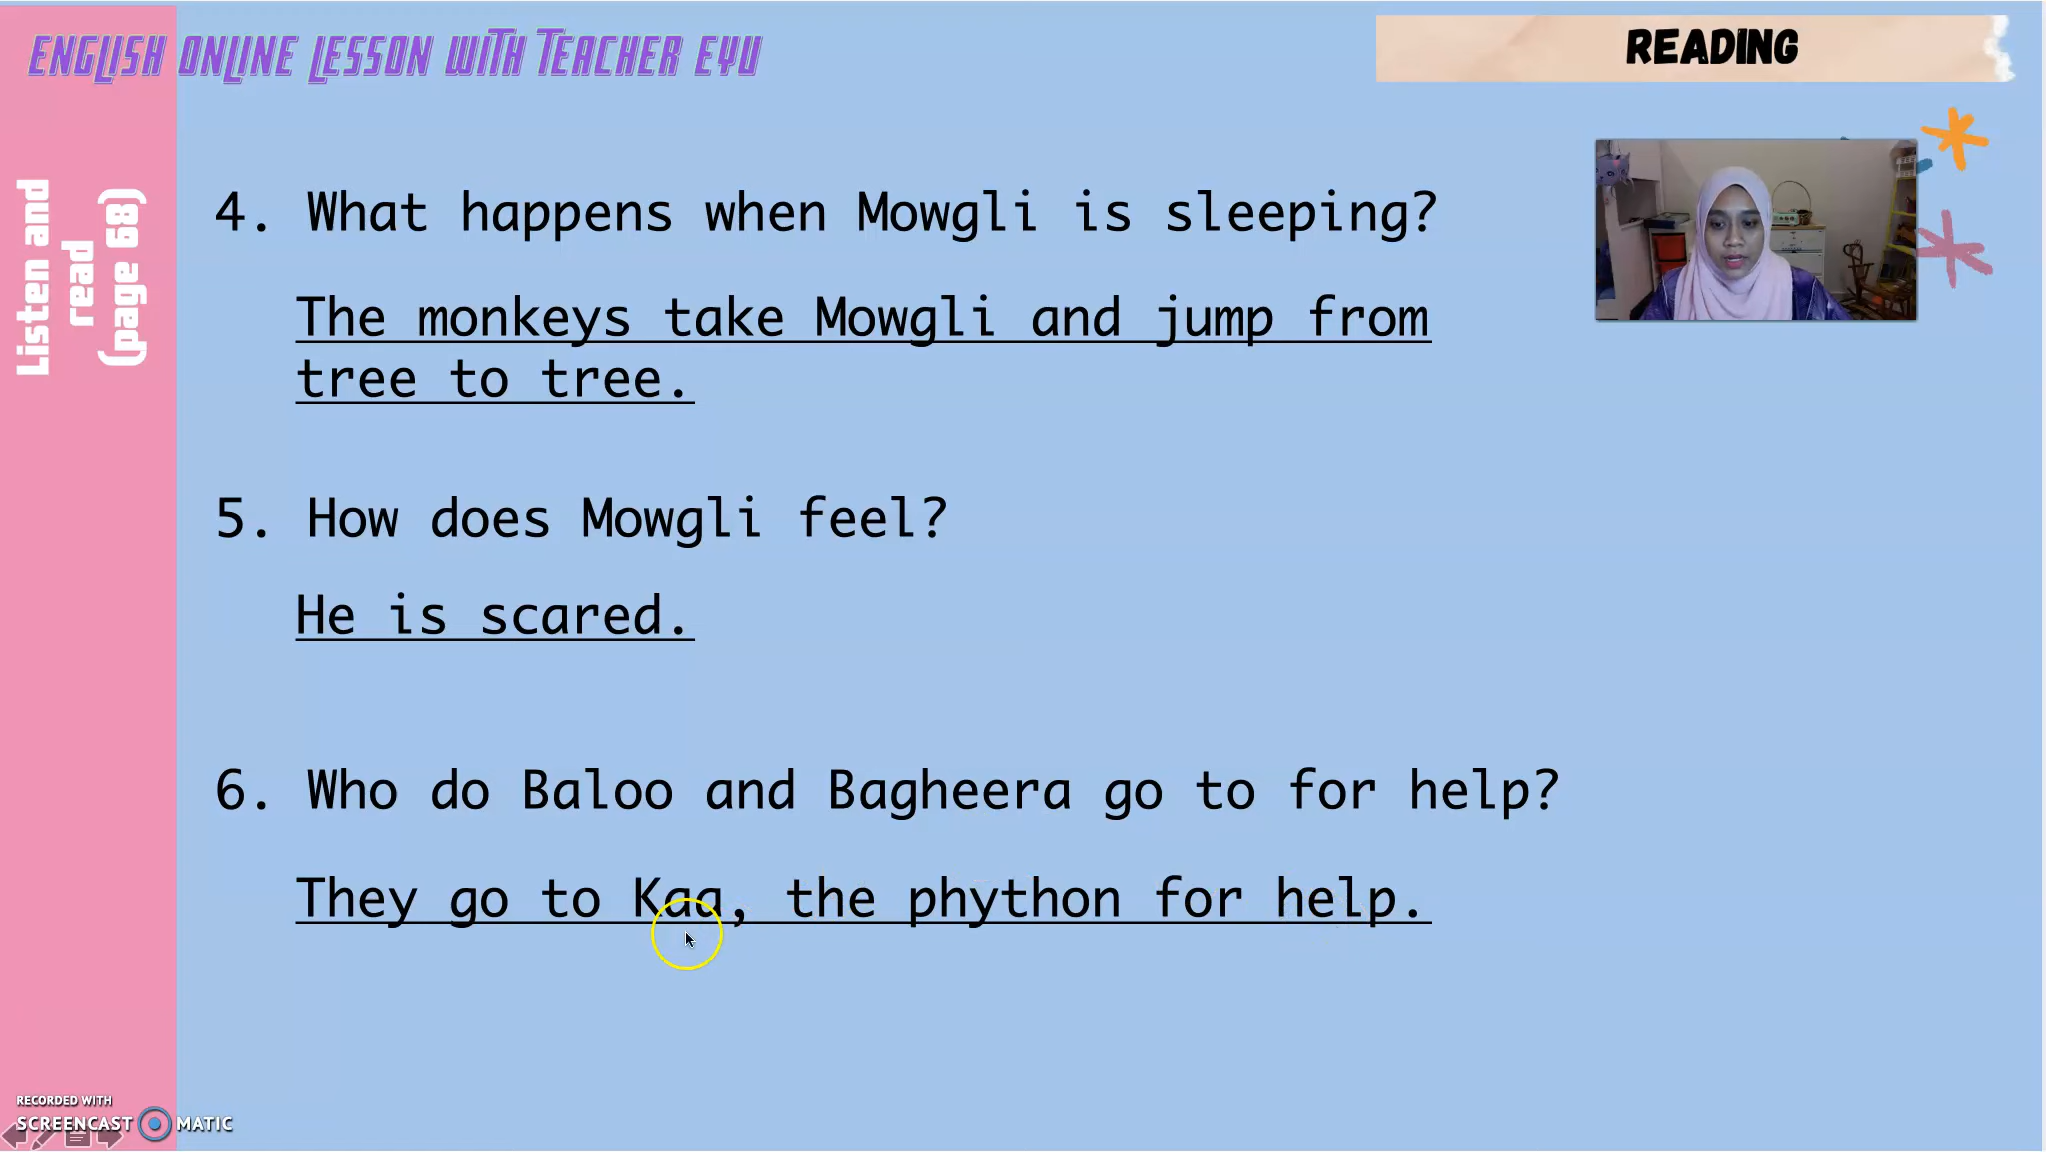 ENGLISH ONLINE LESSON WITH TEACHER EYU
READING
Listen and
read
(page 68)
4. What happens when Mowgli is sleeping?
The monkeys take Mowgli and jump from
tree to tree.
5. How does Mowgli feel?
He is scared.
6. Who do Baloo and Bagheera go to for help?
They go to Kaa, the phython for help.
RECORDED WITH
SCREENCAST MATIC